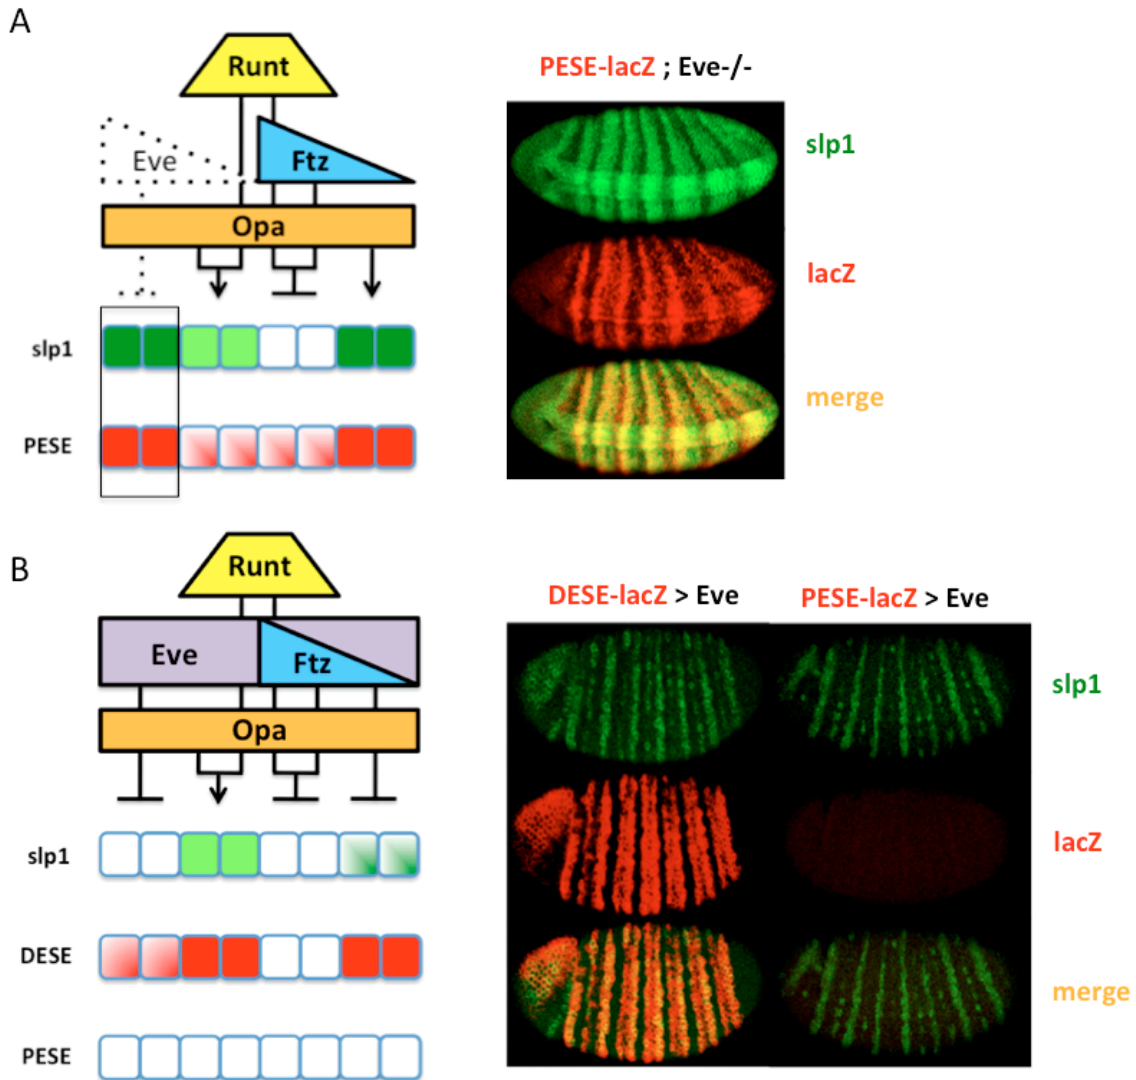 A
Runt
PESE-lacZ ; Eve-/-
Eve
Ftz
slp1
Opa
lacZ
slp1
merge
PESE
B
Runt
DESE-lacZ > Eve
PESE-lacZ > Eve
Eve
Ftz
slp1
Opa
lacZ
slp1
DESE
merge
PESE